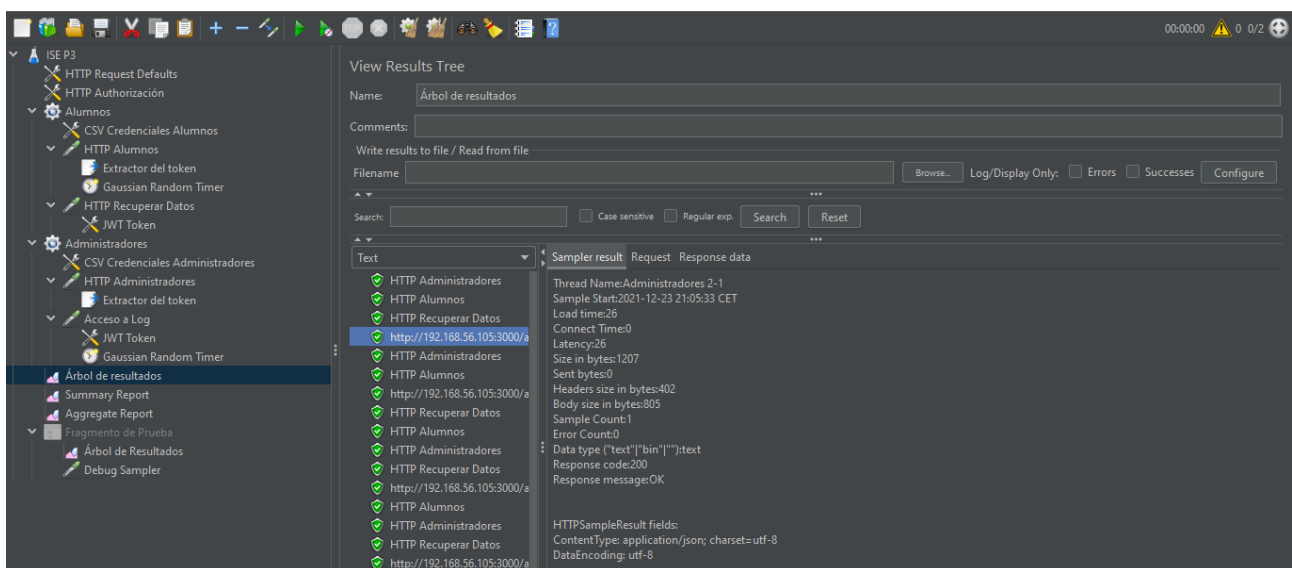 00:00:00 0 0/2
ISE P3
HTTP Request Defaults
HTTP Authorización
Alumnos
CSV Credenciales Alumnos
HTTP Alumnos
Extractor del token
Gaussian Random Timer
HTTP Recuperar Datos
JWT Token
Administradores
CSV Credenciales Administradores
HTTP Administradores
Extractor del token
Acceso a Log
JWT Token
Gaussian Random Timer
Árbol de resultados
Summary Report
Aggregate Report
Fragmento de Prueba
Árbol de Resultados
Debug Sampler
View Results Tree
Name: Árbol de resultados
Comments:
Write results to file / Read from file
Filename Browse... Log/Display Only: Errors Successes Configure
Search: Case sensitive Regular exp. Search Reset
Text
HTTP Administradores
HTTP Alumnos
HTTP Recuperar Datos
http://192.168.56.105:3000/a
HTTP Administradores
HTTP Alumnos
http://192.168.56.105:3000/a
HTTP Recuperar Datos
HTTP Alumnos
HTTP Administradores
HTTP Recuperar Datos
http://192.168.56.105:3000/a
HTTP Alumnos
HTTP Administradores
HTTP Recuperar Datos
http://192.168.56.105:3000/a
Sampler result Request Response data
Thread Name:Administradores 2-1
Sample Start:2021-12-23 21:05:33 CET
Load time:26
Connect Time:0
Latency:26
Size in bytes:1207
Sent bytes:0
Headers size in bytes:402
Body size in bytes:805
Sample Count:1
Error Count:0
Data type ("text"|"bin"|""):text
Response code:200
Response message:OK
HTTPSampleResult fields:
ContentType: application/json; charset=utf-8
DataEncoding: utf-8